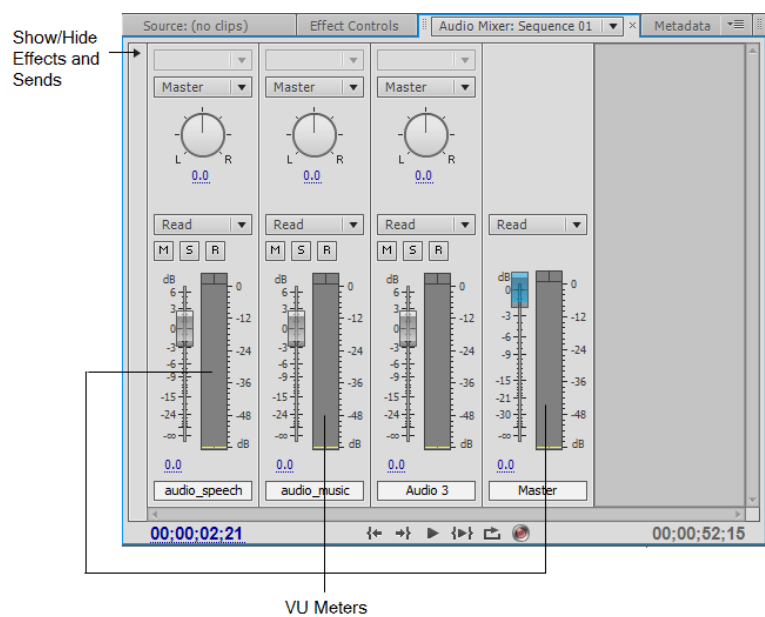 Source: (no clips) Effect Controls Audio Mixer: Sequence 01 × Metadata
Show/Hide
Effects and
Sends
Master Master Master
L R L R L R
0.0 0.0 0.0
Read Read Read Read
M S R M S R M S R
dB dB dB dB
6 0 6 0 6 0 0 0
3 3 3
0 -12 0 -12 0 -12 -3 -12
-3 -24 -3 -24 -3 -24 -6 -24
-6 -6 -6 -9
-9 -36 -9 -36 -9 -36 -15 -36
-15 -15 -15 -21
-24 -48 -24 -48 -24 -48 -30 -48
-∞ dB -∞ dB -∞ dB -∞ dB
0.0 0.0 0.0 0.0
audio_speech audio_music Audio 3 Master
00;00;02;21 00;00;52;15
VU Meters